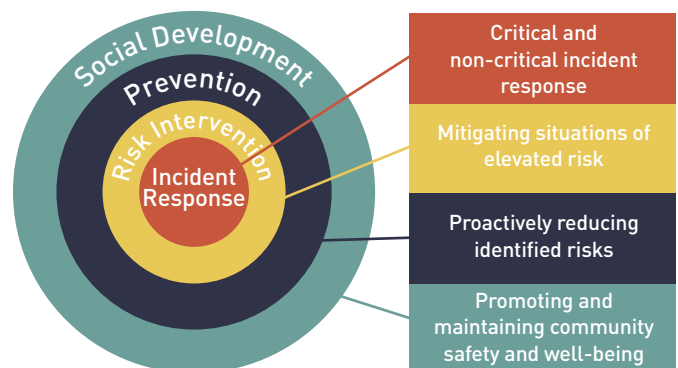 Social Development
Prevention
Risk Intervention
Incident
Response
Critical and
non-critical incident
response
Mitigating situations of
elevated risk
Proactively reducing
identified risks
Promoting and
maintaining community
safety and well-being